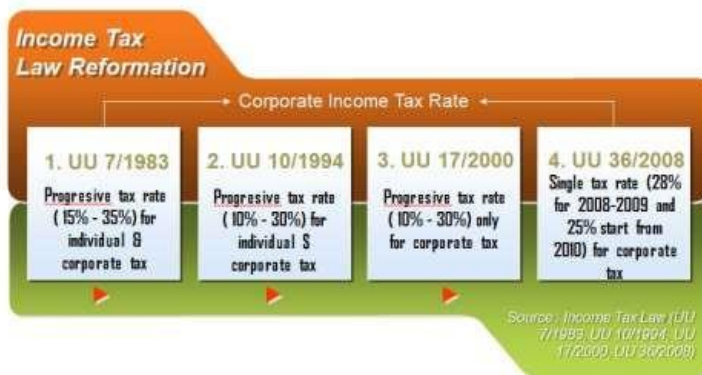 Income Tax
Law Reformation
Corporate Income Tax Rate
1. UU 7/1983
Progresive tax rate
( 15% - 35%) for
individual &
corporate tax
2. UU 10/1994
Progresive tax rate
( 10% - 30%) for
individual $
corporate tax
3. UU 17/2000
Progresive tax rate
( 10% - 30%) only
for corporate tax
4. UU 36/2008
Single tax rate (28%
for 2008-2009 and
25% start from
2010) for corporate
tax
Source : Income Tax Law (UU
7/1983, UU 10/1994, UU
17/2000, UU 36/2008)